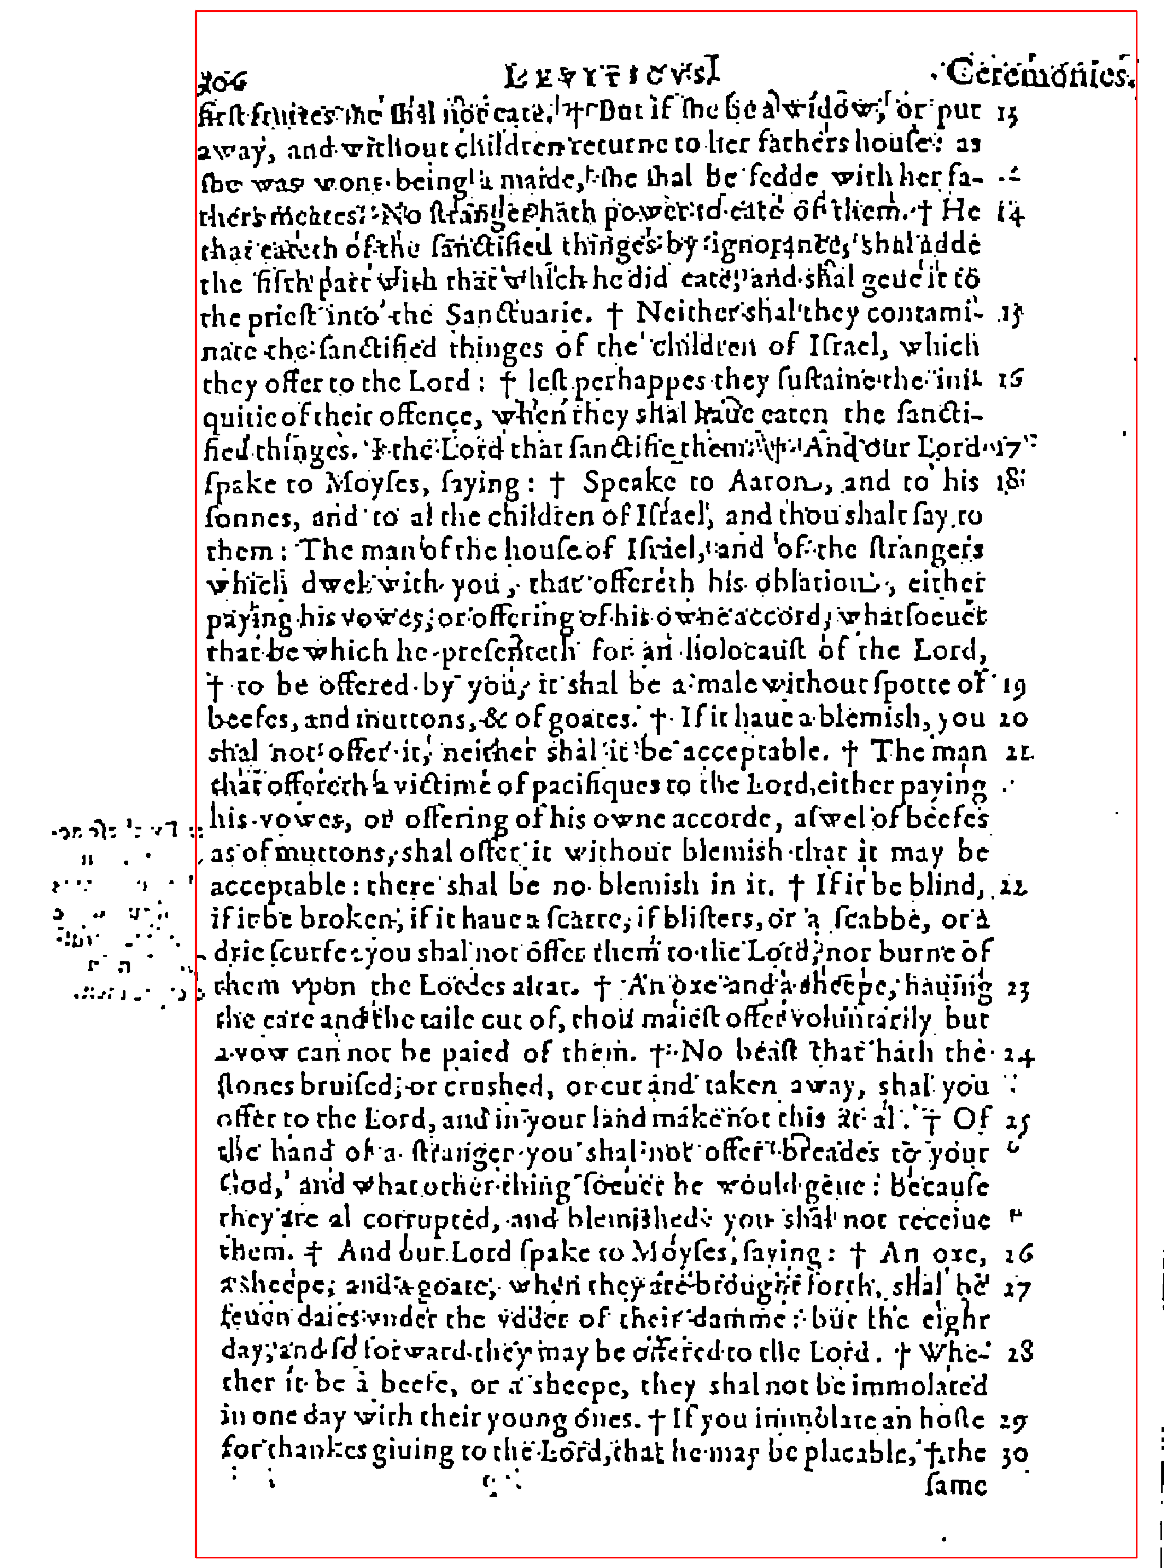 306 LEVITICVS. Ceremonies.
first fruites she shal not eate. † But if she be a widow, or put 13
away, and without children returne to her fathers house: as
she was wont being a maide, she shal be fedde with her fa-
thers meates: No stranger hath power to eate of them. † He 14
that eateth of the sanctified thinges by ignorance, shal adde
the fifth part with that which he did eate, and shal geue it to
the priest into the Sanctuarie. † Neither shal they contami- 15
nate the sanctified thinges of the children of Israel, which
they offer to the Lord: † lest perhappes they sustaine the ini- 16
quitie of their offence, when they shal haue eaten the sancti-
fied thinges. I the Lord that sanctifie them. † And our Lord 17
spake to Moyses, saying: † Speake to Aaron, and to his 18
sonnes, and to al the children of Israel, and thou shalt say to
them: The man of the house of Israel, and of the strangers
which dwel with you, that offereth his oblation, either
paying his vowes, or offering of his owne accord, whatsoeuer
that be which he presenteth for an holocaust of the Lord,
† to be offered by you, it shal be a male without spotte of 19
beefes, and muttons, & of goates. † If it haue a blemish, you 20
shal not offer it, neither shal it be acceptable. † The man 21
that offereth a victime of pacifiques to the Lord, either paying
his vowes, or offering of his owne accorde, aswel of beefes
as of muttons, shal offer it without blemish that it may be
acceptable: there shal be no blemish in it. † If it be blind, 22
if it be broken, if it haue a scarre, if blisters, or a scabbe, or a
drie scurfe: you shal not offer them to the Lord, nor burne of
them vpon the Lordes altar. † An oxe and a sheepe, hauing 23
the eare and the taile cut of, thou maiest offer voluntarily but
a vow can not be paied of them. † No beast that hath the 24
stones bruised, or crushed, or cut and taken away, shal you
offer to the Lord, and in your land make not this at al. † Of 25
the hand of a stranger you shal not offer breades to your
God, and what other thing soeuer he would geue: because
they are al corrupted, and blemished: you shal not receiue
them. † And our Lord spake to Moyses, saying: † An oxe, 26
a sheepe, and a goate, when they are brought forth, shal be 27
seuen daies vnder the vdder of their damme: but the eight
day, and so forward they may be offered to the Lord. † Whe- 28
ther it be a beefe, or a sheepe, they shal not be immolated
in one day with their young ones. † If you immolate an hoste 29
for thankes giuing to the Lord, that he may be placable, † the 30
same